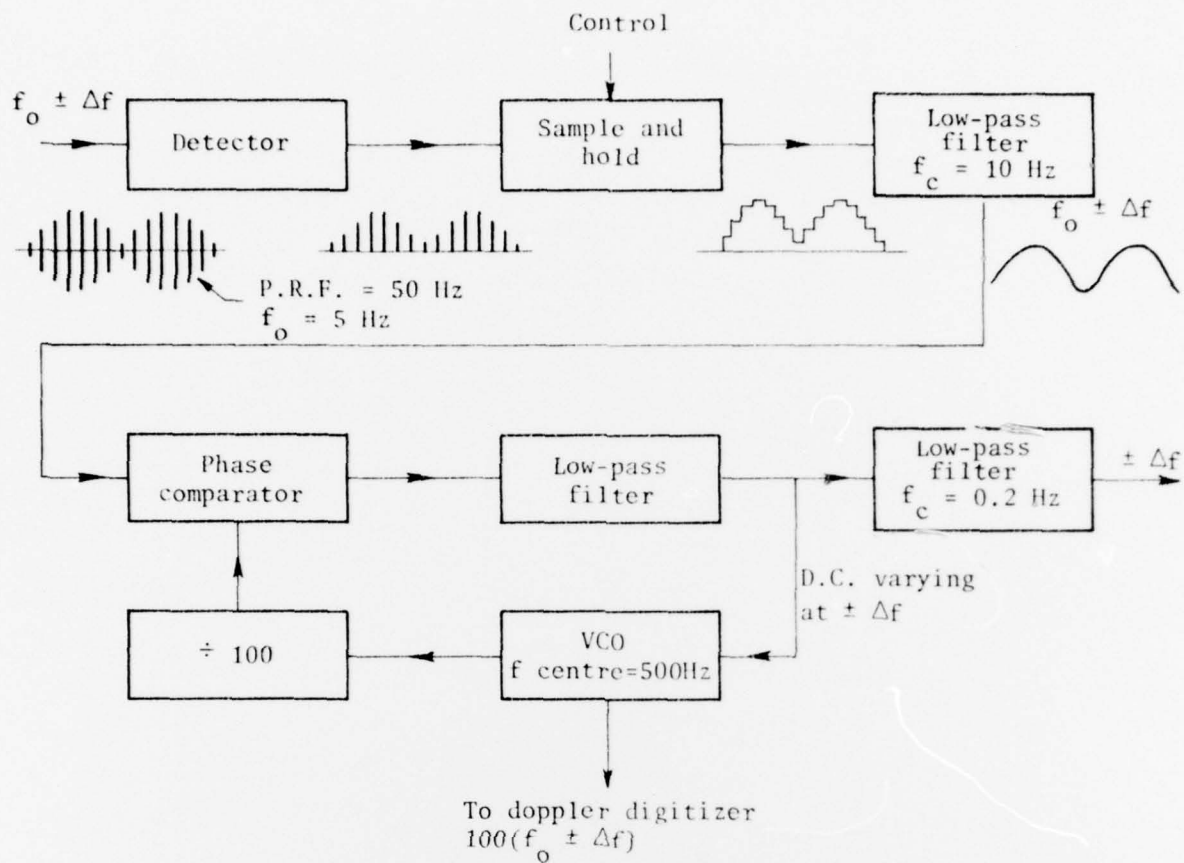 Control
f_o ± Δf
Detector
Sample and
hold
Low-pass
filter
f_c = 10 Hz
f_o ± Δf
P.R.F. = 50 Hz
f_o = 5 Hz
Phase
comparator
Low-pass
filter
Low-pass
filter
f_c = 0.2 Hz
± Δf
D.C. varying
at ± Δf
÷ 100
VCO
f centre=500Hz
To doppler digitizer
100(f_o ± Δf)